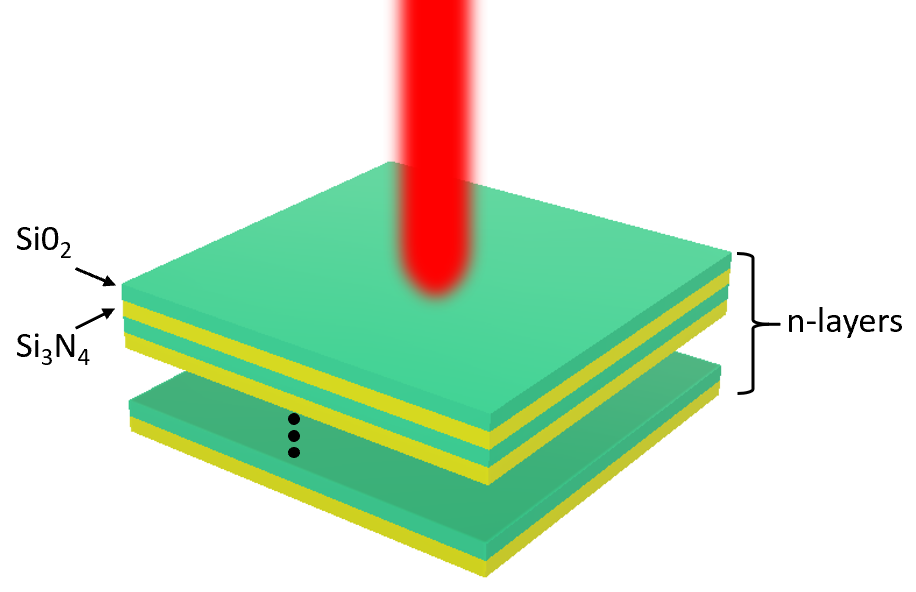 Si0₂
Si₃N₄
n-layers